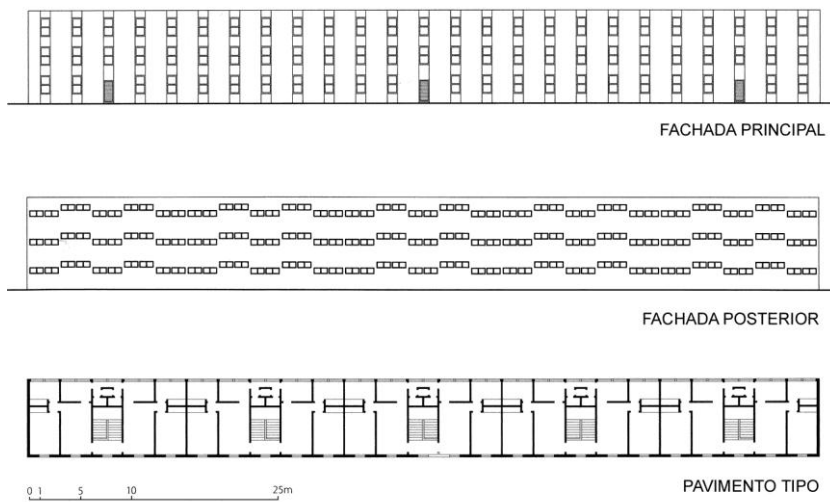 FACHADA PRINCIPAL
FACHADA POSTERIOR
PAVIMENTO TIPO
0 1 5 10 25m